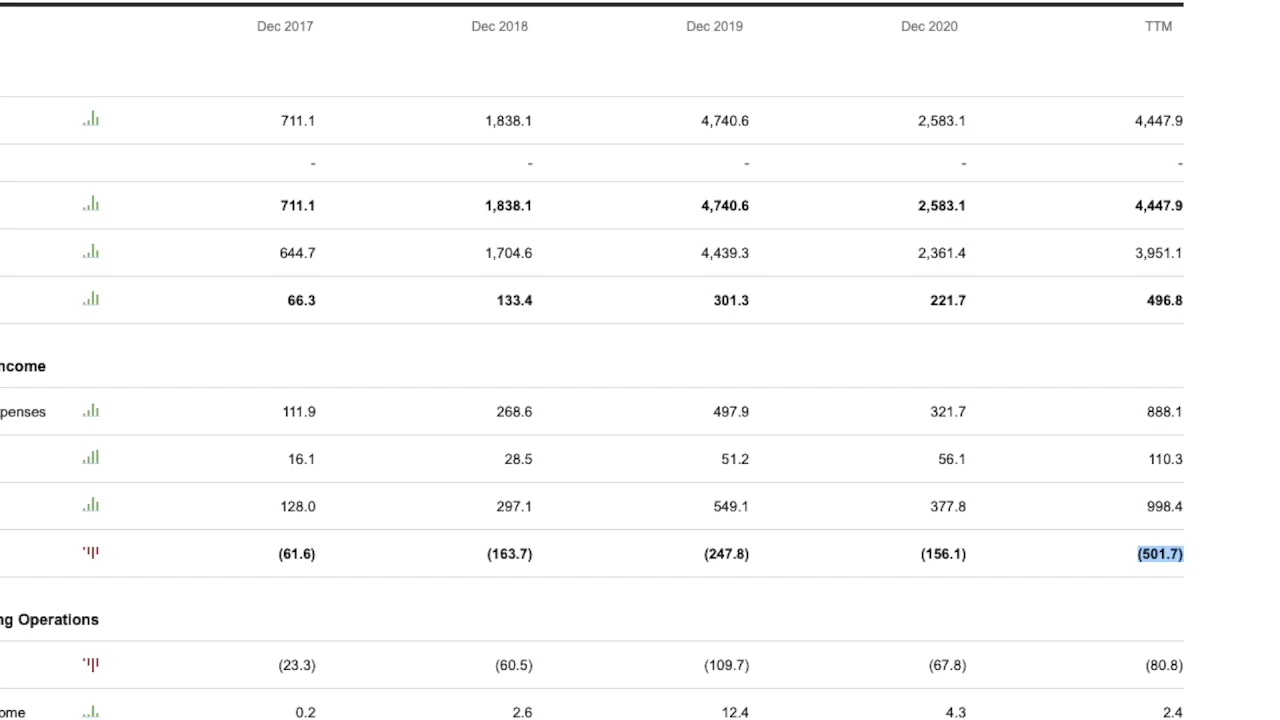 Dec 2017 Dec 2018 Dec 2019 Dec 2020 TTM
711.1 1,838.1 4,740.6 2,583.1 4,447.9
- - - - -
711.1 1,838.1 4,740.6 2,583.1 4,447.9
644.7 1,704.6 4,439.3 2,361.4 3,951.1
66.3 133.4 301.3 221.7 496.8
ncome
penses 111.9 268.6 497.9 321.7 888.1
16.1 28.5 51.2 56.1 110.3
128.0 297.1 549.1 377.8 998.4
(61.6) (163.7) (247.8) (156.1) (501.7)
ng Operations
(23.3) (60.5) (109.7) (67.8) (80.8)
ome 0.2 2.6 12.4 4.3 2.4